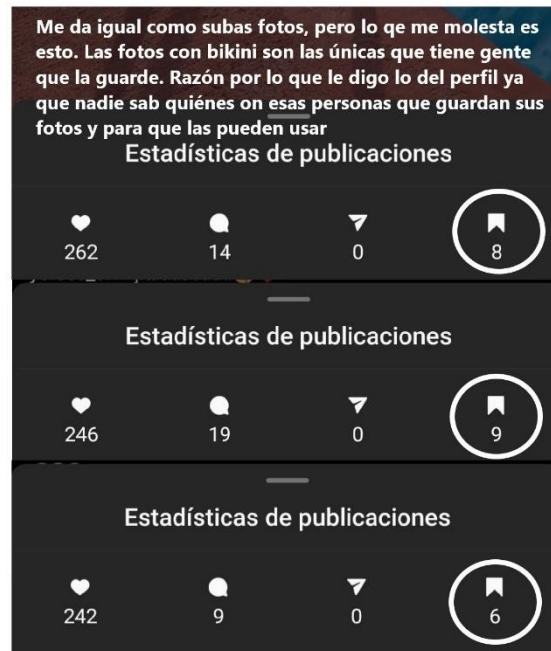 Me da igual como subas fotos, pero lo qe me molesta es
esto. Las fotos con bikini son las únicas que tiene gente
que la guarde. Razón por lo que le digo lo del perfil ya
que nadie sab quiénes on esas personas que guardan sus
fotos y para que las pueden usar
Estadísticas de publicaciones
262 14 0 8
Estadísticas de publicaciones
246 19 0 9
Estadísticas de publicaciones
242 9 0 6